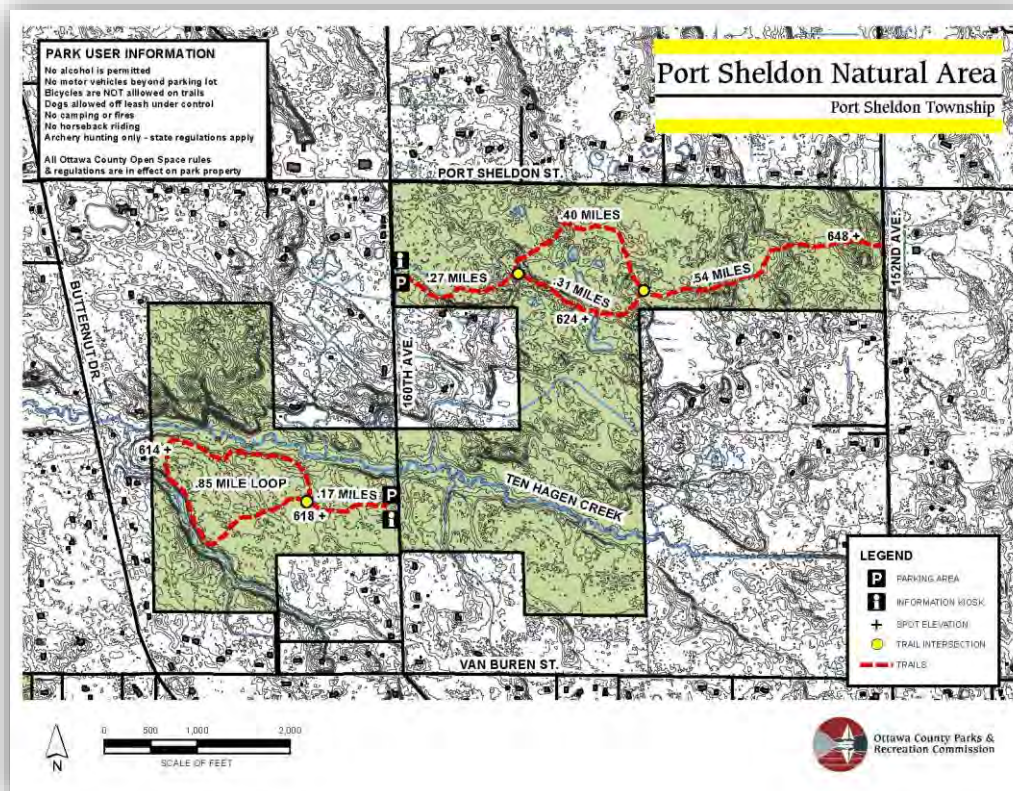 PARK USER INFORMATION
No alcohol is permitted
No motor vehicles beyond parking lot
Bicycles are NOT allowed on trails
Dogs allowed off leash under control
No camping or fires
No horseback riding
Archery hunting only - state regulations apply
All Ottawa County Open Space rules
& regulations are in effect on park property
Port Sheldon Natural Area
Port Sheldon Township
PORT SHELDON ST.
.40 MILES
648 +
152ND AVE.
.27 MILES
.54 MILES
.31 MILES
624 +
i
P
BUTTERNUT DR
160TH AVE.
614 +
.85 MILE LOOP
.17 MILES
P
i
618 +
TEN HAGEN CREEK
VAN BUREN ST.
LEGEND
P PARKING AREA
i INFORMATION KIOSK
+ SPOT ELEVATION
TRAIL INTERSECTION
TRAILS
N
0 500 1,000 2,000
SCALE OF FEET
Ottawa County Parks &
Recreation Commission